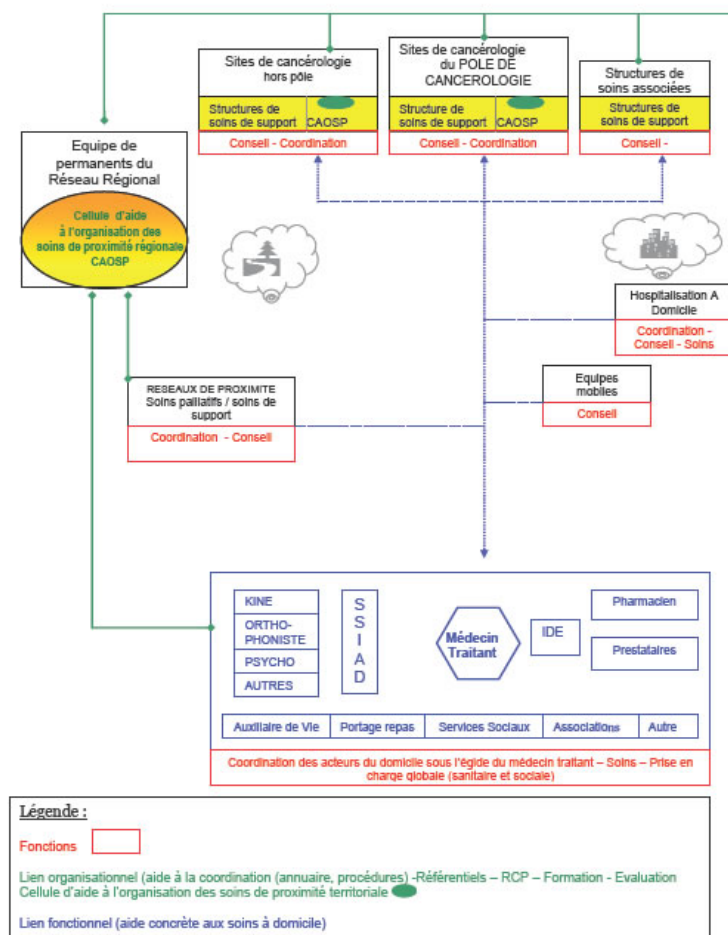 Sites de cancérologie
hors pôle
Structures de
soins de support
CAOSP
Conseil - Coordination
Sites de cancérologie
du POLE DE
CANCEROLOGIE
Structure de
soins de support
CAOSP
Conseil - Coordination
Structures de
soins associées
Structures de
soins de support
Conseil -
Equipe de
permanents du
Réseau Régional
Cellule d'aide
à l'organisation des
soins de proximité régionale
CAOSP
Hospitalisation A
Domicile
Coordination -
Conseil - Soins
RESEAUX DE PROXIMITE
Soins palliatifs / soins de
support
Coordination - Conseil
Equipes
mobiles
Conseil
KINE
ORTHO-
PHONISTE
PSYCHO
AUTRES
S
S
I
A
D
Médecin
Traitant
IDE
Pharmacien
Prestataires
Auxiliaire de Vie
Portage repas
Services Sociaux
Associations
Autre
Coordination des acteurs du domicile sous l'égide du médecin traitant – Soins – Prise en
charge globale (sanitaire et sociale)
Légende :
Fonctions
Lien organisationnel (aide à la coordination (annuaire, procédures) -Référentiels – RCP – Formation - Evaluation
Cellule d'aide à l'organisation des soins de proximité territoriale
Lien fonctionnel (aide concrète aux soins à domicile)